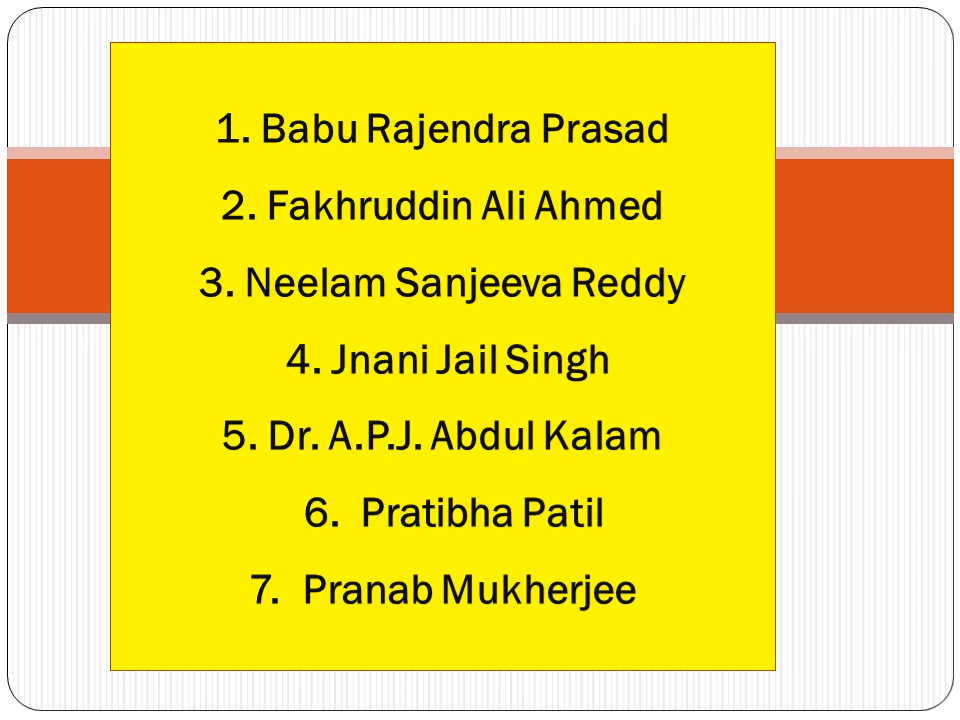 1. Babu Rajendra Prasad
2. Fakhruddin Ali Ahmed
3. Neelam Sanjeeva Reddy
4. Jnani Jail Singh
5. Dr. A.P.J. Abdul Kalam
6. Pratibha Patil
7. Pranab Mukherjee